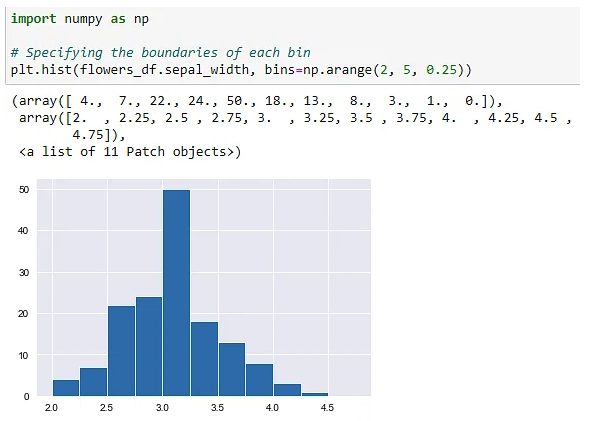 import numpy as np
# Specifying the boundaries of each bin
plt.hist(flowers_df.sepal_width, bins=np.arange(2, 5, 0.25))
(array([ 4.,  7., 22., 24., 50., 18., 13.,  8.,  3.,  1.,  0.]),
array([2.  , 2.25, 2.5 , 2.75, 3.  , 3.25, 3.5 , 3.75, 4.  , 4.25, 4.5 ,
4.75]),
<a list of 11 Patch objects>)
50
40
30
20
10
0
2.0 2.5 3.0 3.5 4.0 4.5